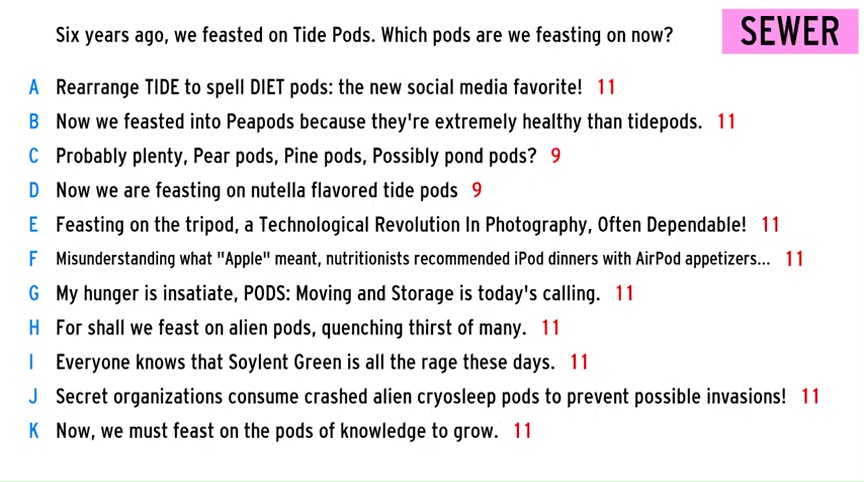 Six years ago, we feasted on Tide Pods. Which pods are we feasting on now?
SEWER
A Rearrange TIDE to spell DIET pods: the new social media favorite! 11
B Now we feasted into Peapods because they're extremely healthy than tidepods. 11
C Probably plenty, Pear pods, Pine pods, Possibly pond pods? 9
D Now we are feasting on nutella flavored tide pods 9
E Feasting on the tripod, a Technological Revolution In Photography, Often Dependable! 11
F Misunderstanding what "Apple" meant, nutritionists recommended iPod dinners with AirPod appetizers... 11
G My hunger is insatiate, PODS: Moving and Storage is today's calling. 11
H For shall we feast on alien pods, quenching thirst of many. 11
I Everyone knows that Soylent Green is all the rage these days. 11
J Secret organizations consume crashed alien cryosleep pods to prevent possible invasions! 11
K Now, we must feast on the pods of knowledge to grow. 11